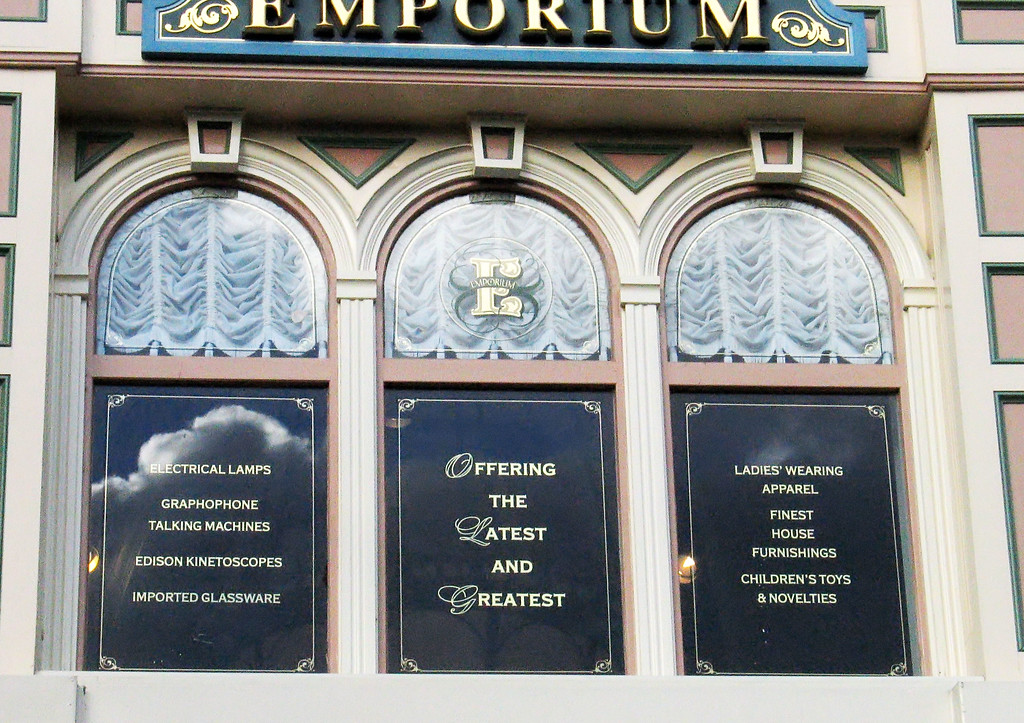 EMPORIUM
E
EMPORIUM
ELECTRICAL LAMPS
GRAPHOPHONE
TALKING MACHINES
EDISON KINETOSCOPES
IMPORTED GLASSWARE
OFFERING
THE
LATEST
AND
GREATEST
LADIES' WEARING
APPAREL
FINEST
HOUSE
FURNISHINGS
CHILDREN'S TOYS
& NOVELTIES